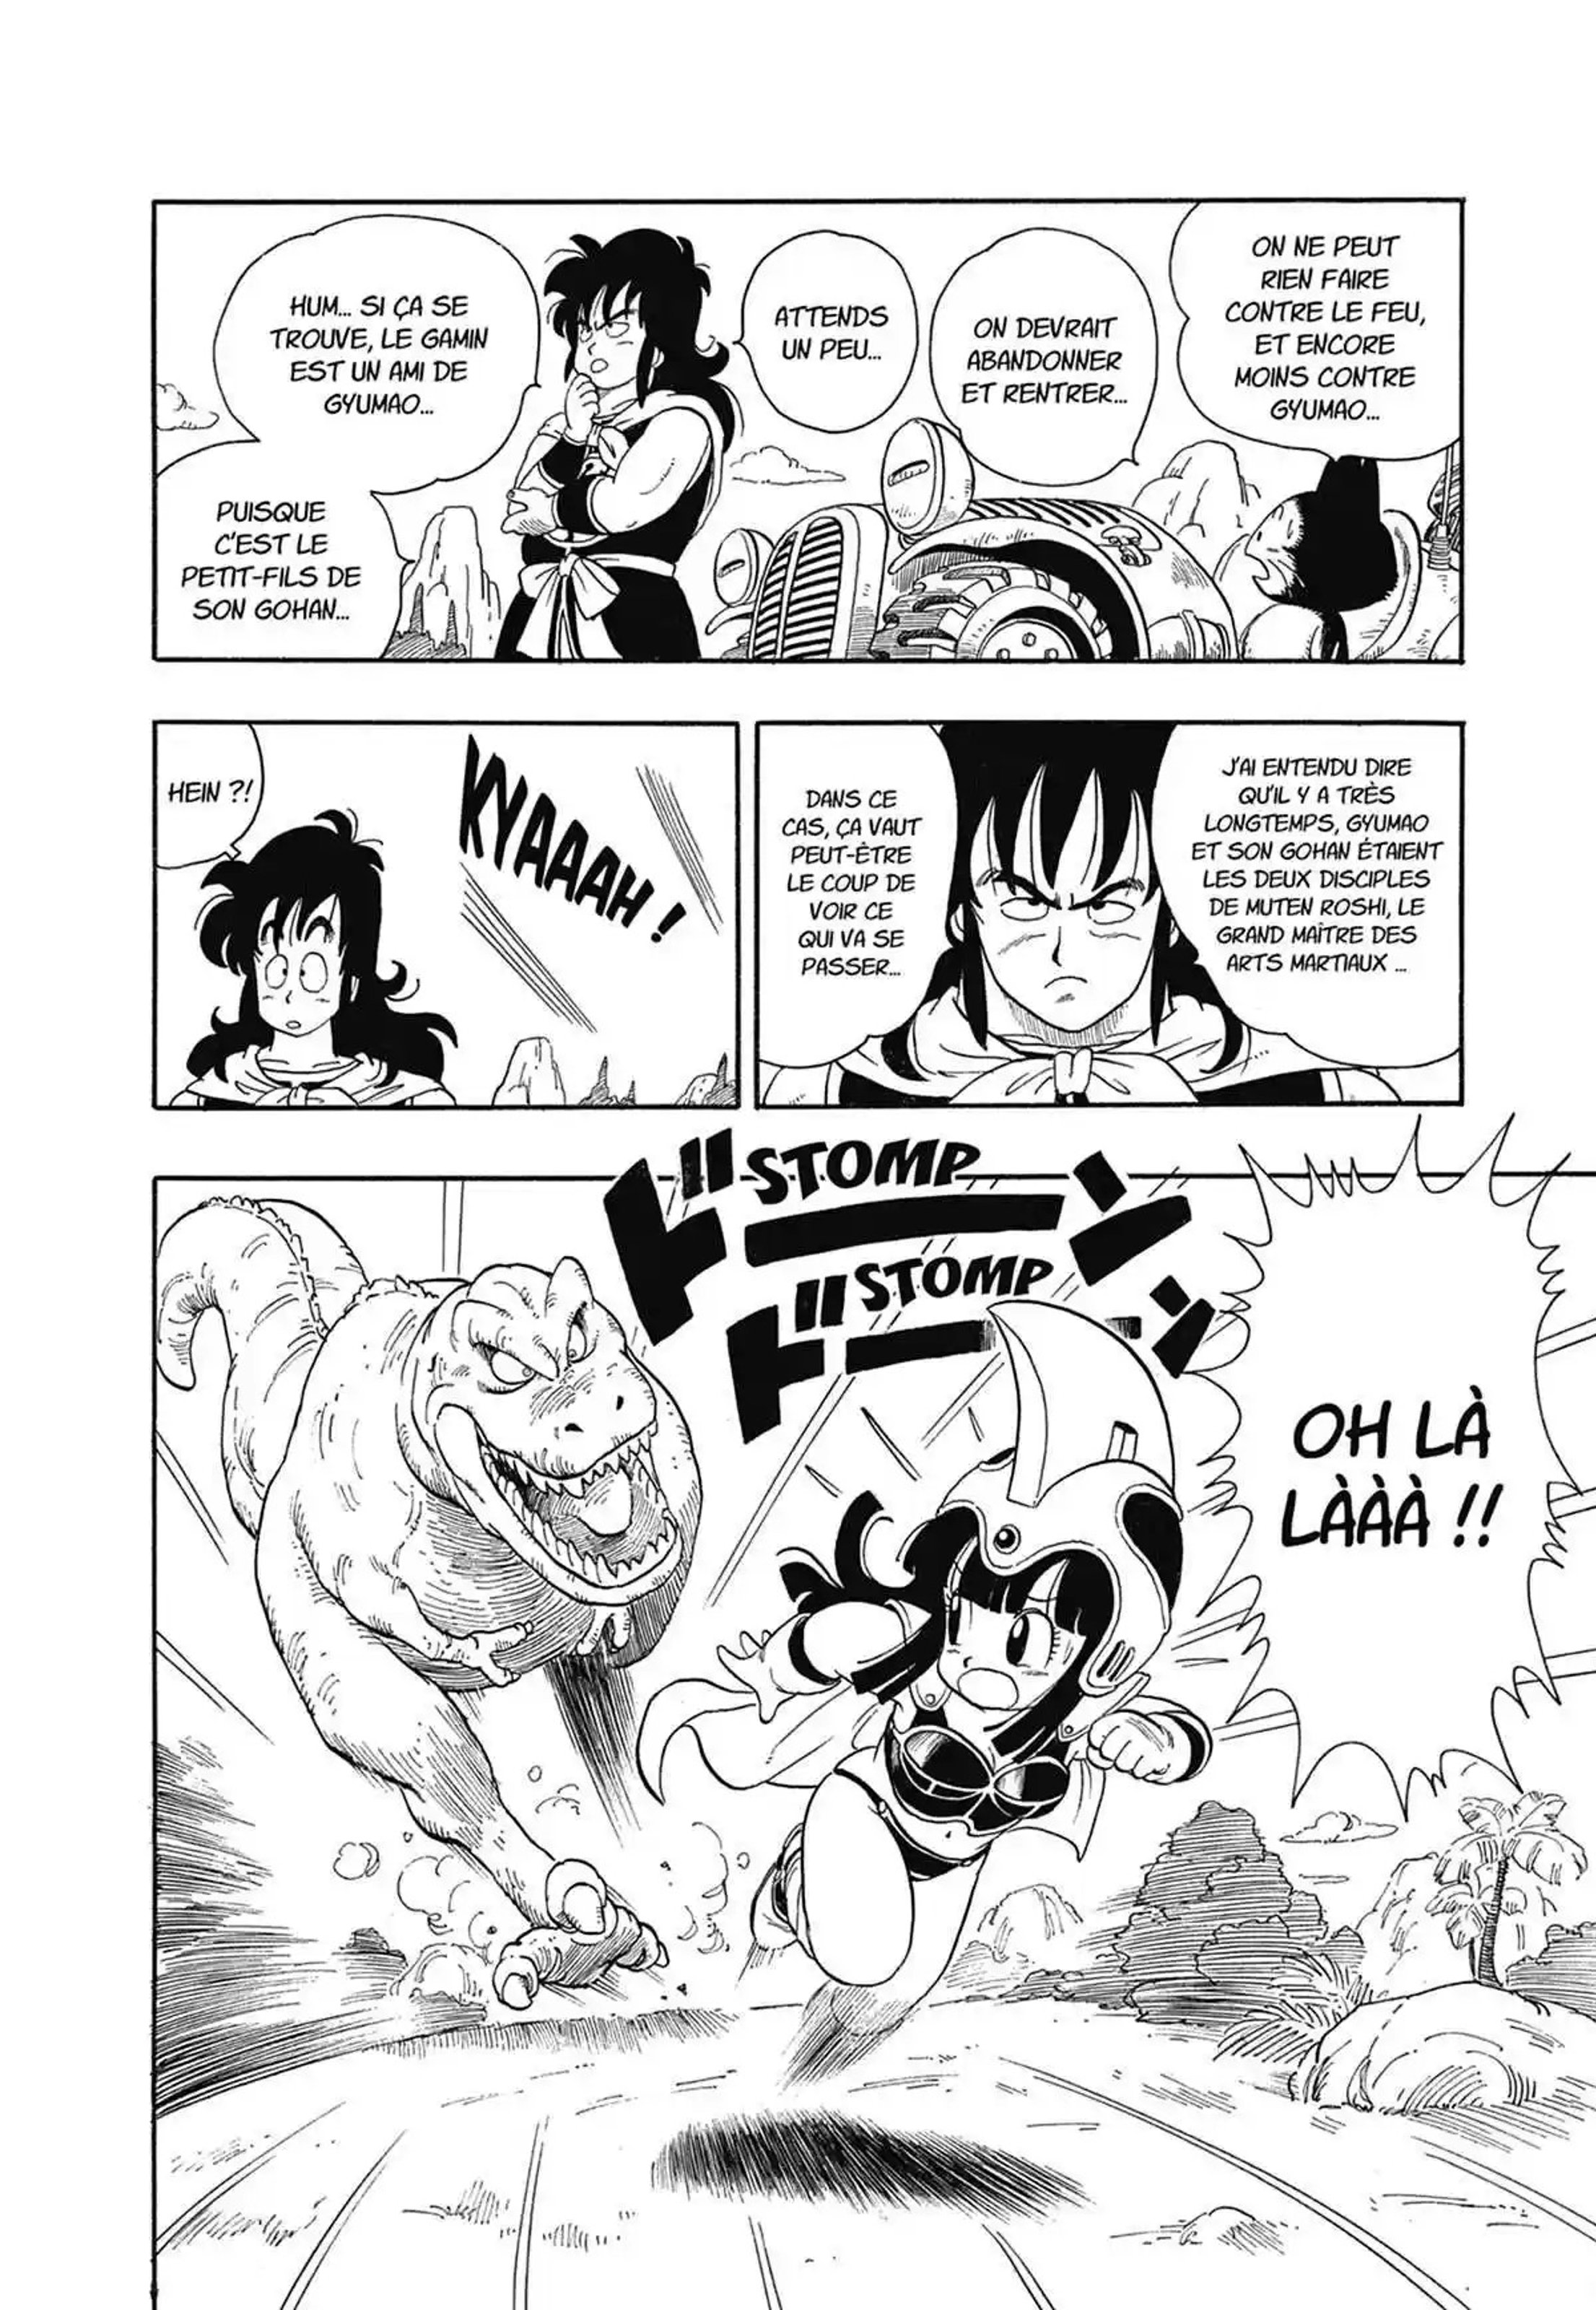 ON NE PEUT
RIEN FAIRE
CONTRE LE FEU,
ET ENCORE
MOINS CONTRE
GYUMAO...
ON DEVRAIT
ABANDONNER
ET RENTRER...
ATTENDS
UN PEU...
HUM... SI ÇA SE
TROUVE, LE GAMIN
EST UN AMI DE
GYUMAO...
PUISQUE
C'EST LE
PETIT-FILS DE
SON GOHAN...
J'AI ENTENDU DIRE
QU'IL Y A TRÈS
LONGTEMPS, GYUMAO
ET SON GOHAN ÉTAIENT
LES DEUX DISCIPLES
DE MUTEN ROSHI, LE
GRAND MAÎTRE DES
ARTS MARTIAUX ...
DANS CE
CAS, ÇA VAUT
PEUT-ÊTRE
LE COUP DE
VOIR CE
QUI VA SE
PASSER...
KYAAAH !
HEIN ?!
OH LÀ
LÀÀÀ !!
STOMP
ドーン
STOMP
ドーン